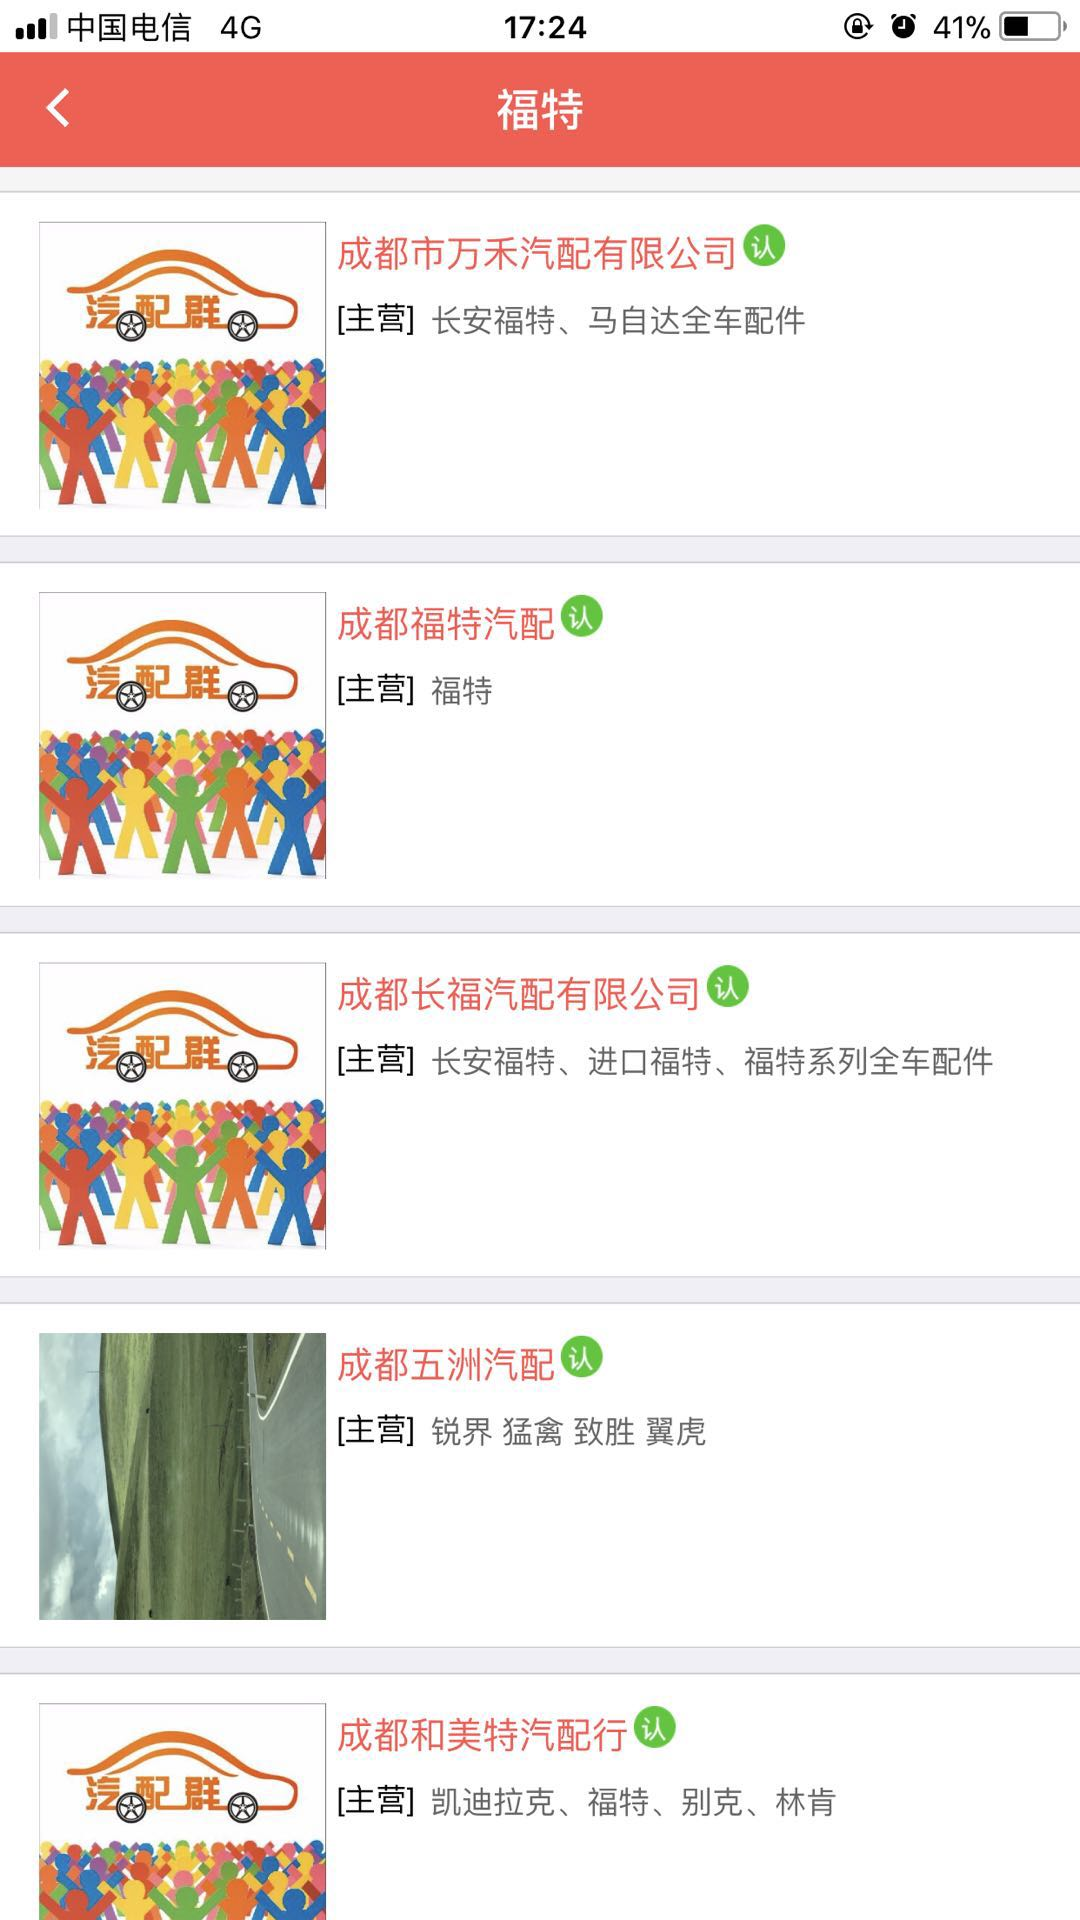 中国电信 4G 17:24 41%
福特
汽配群
成都市万禾汽配有限公司 认
[主营] 长安福特、马自达全车配件
汽配群
成都福特汽配 认
[主营] 福特
汽配群
成都长福汽配有限公司 认
[主营] 长安福特、进口福特、福特系列全车配件
成都五洲汽配 认
[主营] 锐界 猛禽 致胜 翼虎
汽配群
成都和美特汽配行 认
[主营] 凯迪拉克、福特、别克、林肯